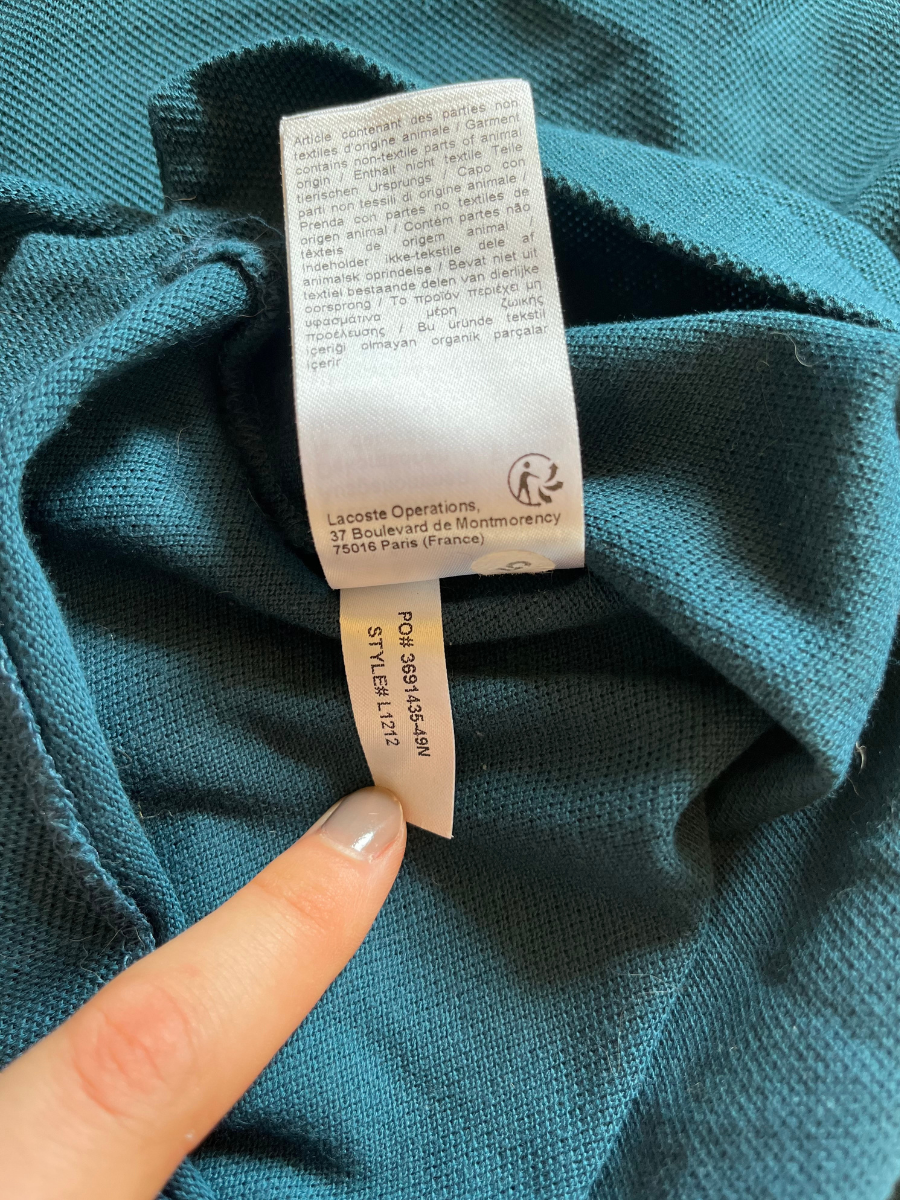 Article contenant des parties non
textiles d'origine animale / Garment
contains non-textile parts of animal
origin / Enthält nicht textile Teile
tierischen Ursprungs / Capo con
parti non tessili di origine animale /
Prenda con partes no textiles de
origen animal / Contém partes não
têxteis de origem animal /
Indeholder ikke-tekstile dele af
animalsk oprindelse / Bevat niet uit
textiel bestaande delen van dierlijke
oorsprong / Το προϊόν περιέχει μη
υφασμάτινα μέρη ζωικής
προέλευσης / Bu üründe tekstil
içeriği olmayan organik parçalar
içerir
Lacoste Operations,
37 Boulevard de Montmorency
75016 Paris (France)
PO# 3691435-49N
STYLE# L1212